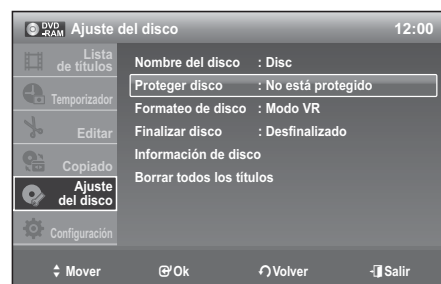 DVD-RAM Ajuste del disco 12:00
Lista de títulos
Temporizador
Editar
Copiado
Ajuste del disco
Configuración
Nombre del disco : Disc
Proteger disco : No está protegido
Formateo de disco : Modo VR
Finalizar disco : Desfinalizado
Información de disco
Borrar todos los títulos
Mover Ok Volver Salir